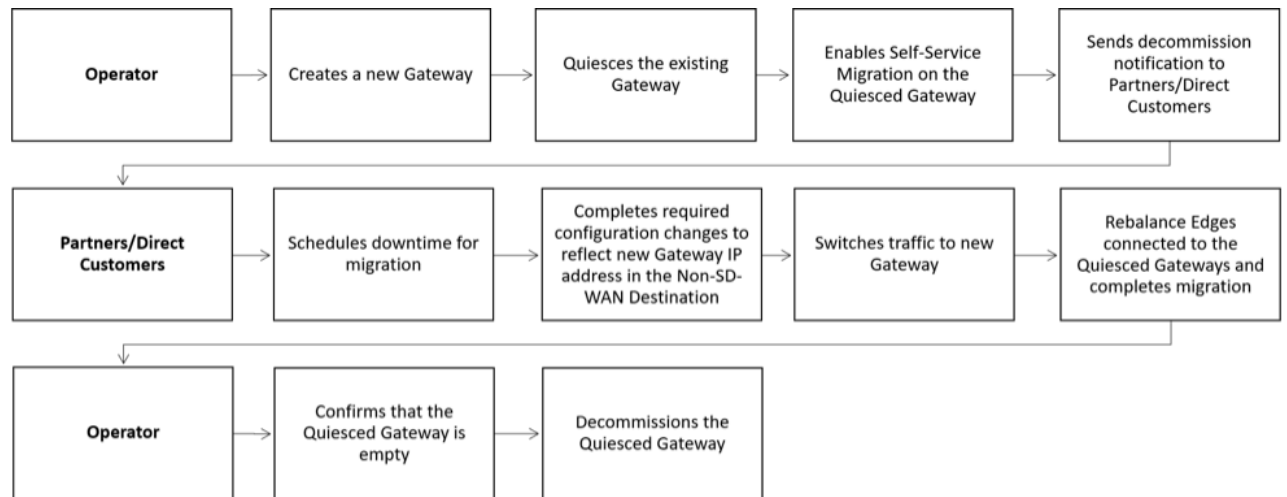 Operator
Creates a new Gateway
Quiesces the existing
Gateway
Enables Self-Service
Migration on the
Quiesced Gateway
Sends decommission
notification to
Partners/Direct
Customers
Partners/Direct
Customers
Schedules downtime for
migration
Completes required
configuration changes to
reflect new Gateway IP
address in the Non-SD-
WAN Destination
Switches traffic to new
Gateway
Rebalance Edges
connected to the
Quiesced Gateways and
completes migration
Operator
Confirms that the
Quiesced Gateway is
empty
Decommissions the
Quiesced Gateway